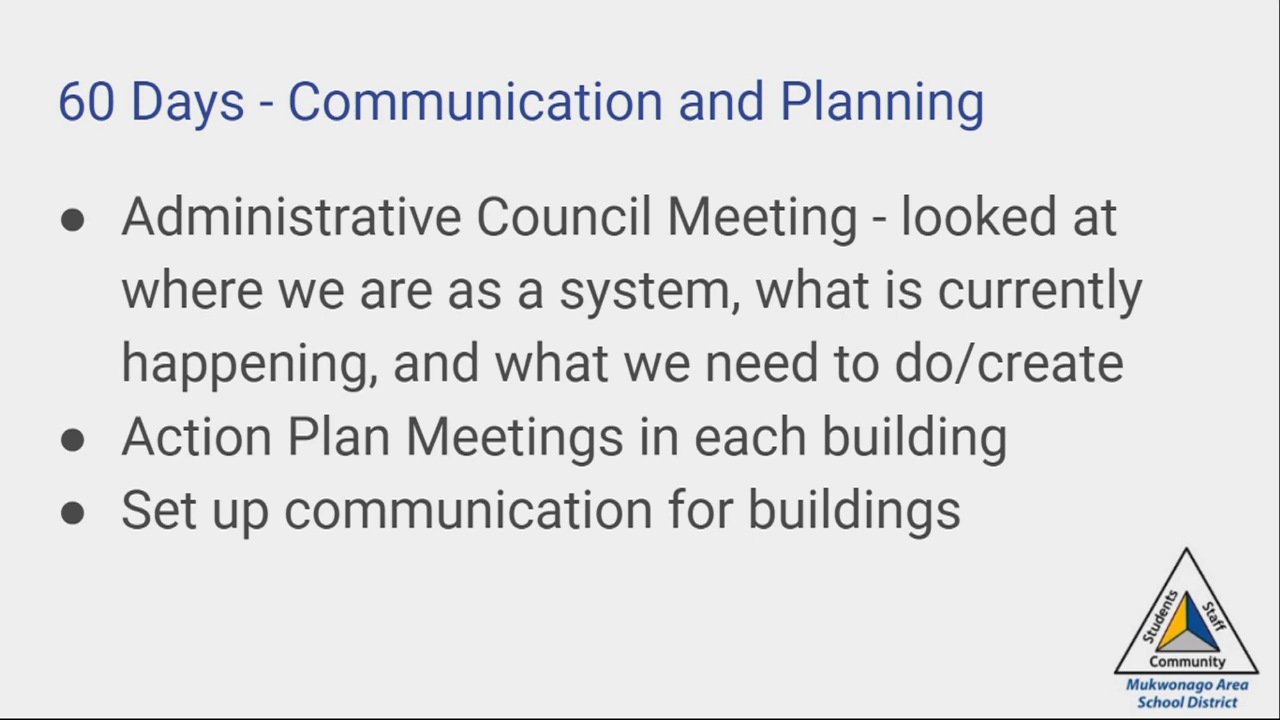 60 Days - Communication and Planning
● Administrative Council Meeting - looked at
where we are as a system, what is currently
happening, and what we need to do/create
● Action Plan Meetings in each building
● Set up communication for buildings
Students
Staff
Community
Mukwonago Area
School District